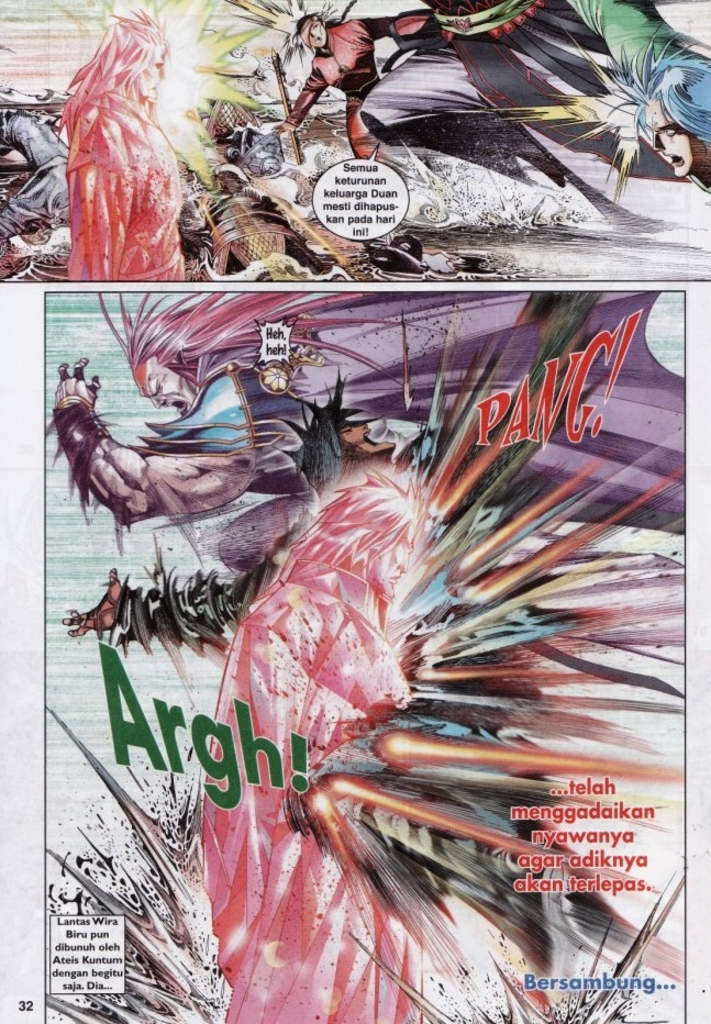 Semua
keturunan
keluarga Duan
mesti dihapus-
kan pada hari
ini!
Heh,
heh!
PANG!
Argh!
Lantas Wira
Biru pun
dibunuh oleh
Ateis Kuntum
dengan begitu
saja. Dia...
...telah
menggadaikan
nyawanya
agar adiknya
akan terlepas.
Bersambung...
32